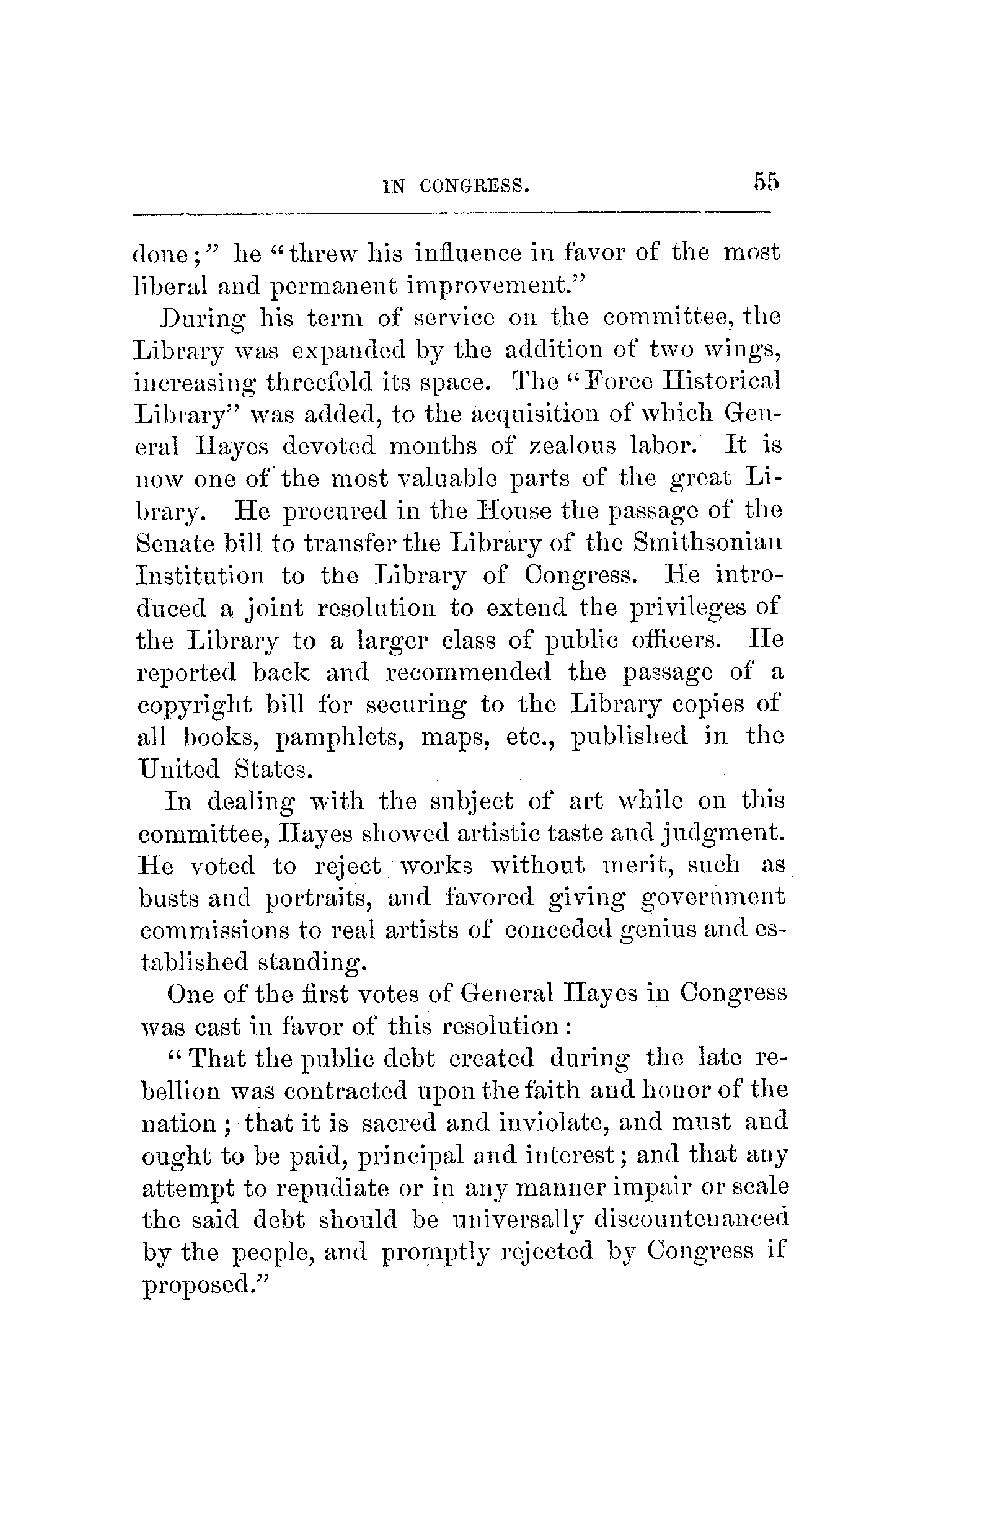 IN CONGRESS. 55
done;" he "threw his influence in favor of the most
liberal and permanent improvement."
During his term of service on the committee, the
Library was expanded by the addition of two wings,
increasing threefold its space. The "Force Historical
Library" was added, to the acquisition of which Gen-
eral Hayes devoted months of zealous labor. It is
now one of the most valuable parts of the great Li-
brary. He procured in the House the passage of the
Senate bill to transfer the Library of the Smithsonian
Institution to the Library of Congress. He intro-
duced a joint resolution to extend the privileges of
the Library to a larger class of public officers. He
reported back and recommended the passage of a
copyright bill for securing to the Library copies of
all books, pamphlets, maps, etc., published in the
United States.
In dealing with the subject of art while on this
committee, Hayes showed artistic taste and judgment.
He voted to reject works without merit, such as
busts and portraits, and favored giving government
commissions to real artists of conceded genius and es-
tablished standing.
One of the first votes of General Hayes in Congress
was cast in favor of this resolution:
"That the public debt created during the late re-
bellion was contracted upon the faith and honor of the
nation; that it is sacred and inviolate, and must and
ought to be paid, principal and interest; and that any
attempt to repudiate or in any manner impair or scale
the said debt should be universally discountenanced
by the people, and promptly rejected by Congress if
proposed."